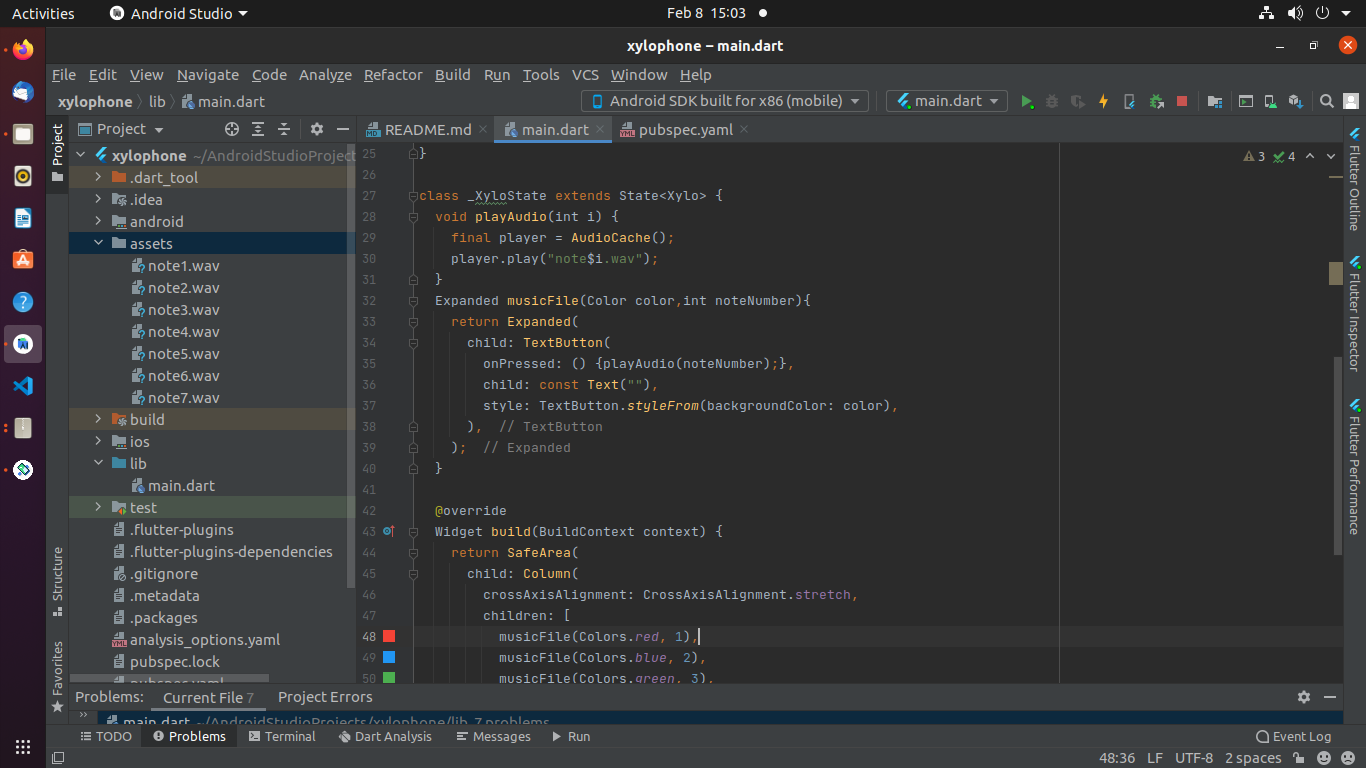 Activities Android Studio Feb 8 15:03
xylophone – main.dart
File Edit View Navigate Code Analyze Refactor Build Run Tools VCS Window Help
xylophone lib main.dart Android SDK built for x86 (mobile) main.dart
Project README.md main.dart pubspec.yaml
Project
xylophone ~/AndroidStudioProject
.dart_tool
.idea
android
assets
note1.wav
note2.wav
note3.wav
note4.wav
note5.wav
note6.wav
note7.wav
build
ios
lib
main.dart
test
.flutter-plugins
.flutter-plugins-dependencies
.gitignore
.metadata
.packages
analysis_options.yaml
pubspec.lock
pubspec.yaml
Structure
Favorites
3 4
25 }
26
27 class _XyloState extends State<Xylo> {
28 void playAudio(int i) {
29 final player = AudioCache();
30 player.play("note$i.wav");
31 }
32 Expanded musicFile(Color color,int noteNumber){
33 return Expanded(
34 child: TextButton(
35 onPressed: () {playAudio(noteNumber);},
36 child: const Text(""),
37 style: TextButton.styleFrom(backgroundColor: color),
38 ), // TextButton
39 ); // Expanded
40 }
41
42 @override
43 Widget build(BuildContext context) {
44 return SafeArea(
45 child: Column(
46 crossAxisAlignment: CrossAxisAlignment.stretch,
47 children: [
48 musicFile(Colors.red, 1),
49 musicFile(Colors.blue, 2),
50 musicFile(Colors.green, 3),
Flutter Outline
Flutter Inspector
Flutter Performance
Problems: Current File 7 Project Errors
main.dart ~/AndroidStudioProjects/xylophone/lib 7 problems
TODO Problems Terminal Dart Analysis Messages Run Event Log
48:36 LF UTF-8 2 spaces